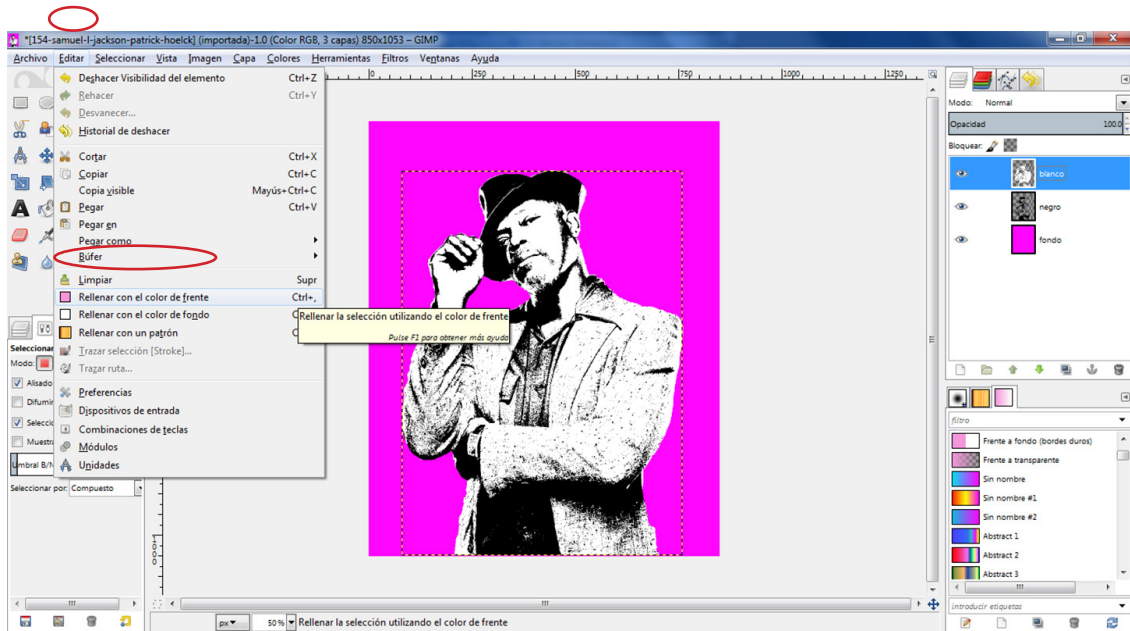 *[154-samuel-l-jackson-patrick-hoelck] (importada)-1.0 (Color RGB, 3 capas) 850x1053 – GIMP
Archivo Editar Seleccionar Vista Imagen Capa Colores Herramientas Filtros Ventanas Ayuda
Deshacer Visibilidad del elemento Ctrl+Z
Rehacer Ctrl+Y
Desvanecer...
Historial de deshacer
Cortar Ctrl+X
Copiar Ctrl+C
Copia visible Mayús+Ctrl+C
Pegar Ctrl+V
Pegar en
Pegar como
Búfer
Limpiar Supr
Rellenar con el color de frente Ctrl+,
Rellenar con el color de fondo C
Rellenar con un patrón C
Trazar selección [Stroke]...
Trazar ruta...
Preferencias
Dispositivos de entrada
Combinaciones de teclas
Módulos
Unidades
Rellenar la selección utilizando el color de frente
Pulse F1 para obtener más ayuda
0 250 500 750 1000 1250
1000
Seleccionar
Modo:
Alisado
Difumin
Selecció
Muestra
Umbral B/N
Seleccionar por: Compuesto
px 50 % Rellenar la selección utilizando el color de frente
Modo: Normal
Opacidad 100.0
Bloquear:
blanco
negro
fondo
filtro
Frente a fondo (bordes duros)
Frente a transparente
Sin nombre
Sin nombre #1
Sin nombre #2
Abstract 1
Abstract 2
Abstract 3
introducir etiquetas